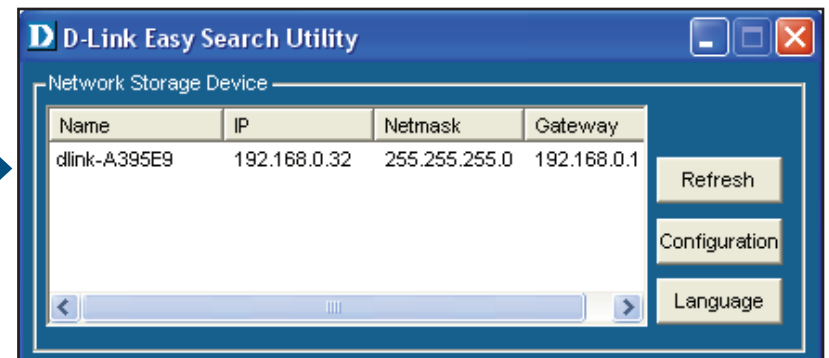 D D-Link Easy Search Utility
Network Storage Device
Name IP Netmask Gateway
dlink-A395E9 192.168.0.32 255.255.255.0 192.168.0.1
Refresh
Configuration
Language